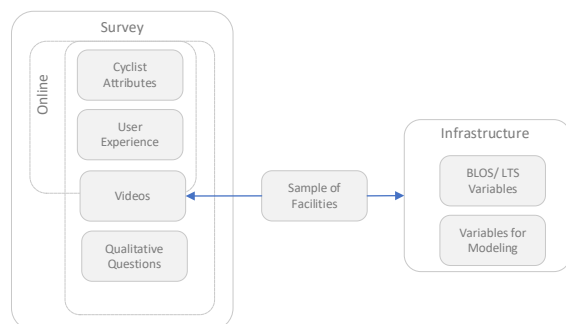 Survey
Online
Cyclist
Attributes
User
Experience
Videos
Qualitative
Questions
Sample of
Facilities
Infrastructure
BLOS/ LTS
Variables
Variables for
Modeling